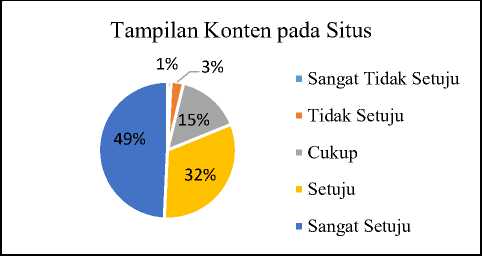 Tampilan Konten pada Situs
1%
3%
15%
32%
49%
Sangat Tidak Setuju
Tidak Setuju
Cukup
Setuju
Sangat Setuju